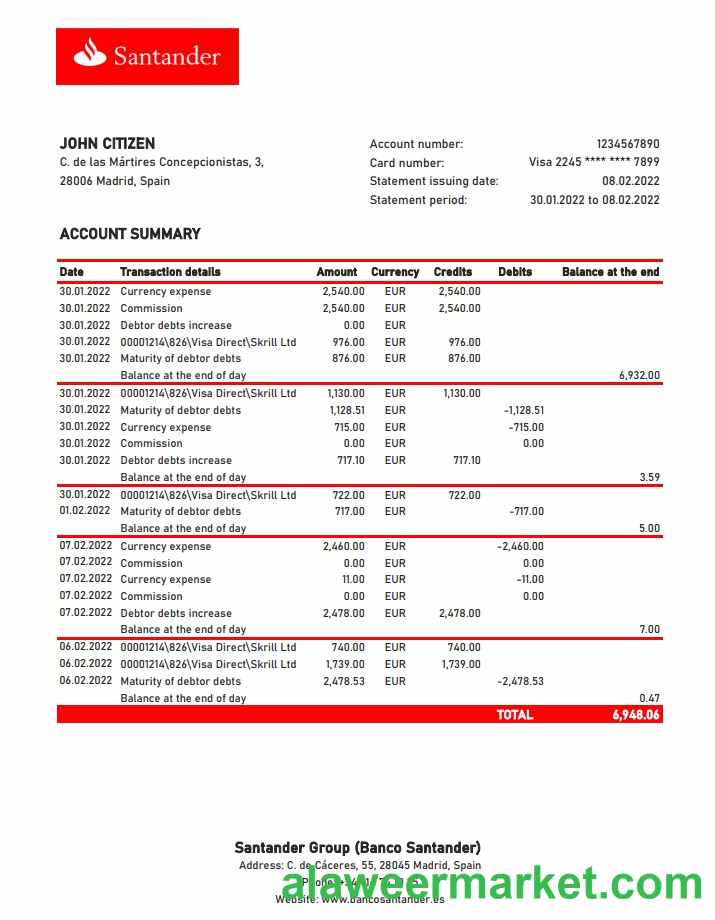 Santander
JOHN CITIZEN
C. de las Mártires Concepcionistas, 3,
28006 Madrid, Spain
Account number: 1234567890
Card number: Visa 2245 **** **** 7899
Statement issuing date: 08.02.2022
Statement period: 30.01.2022 to 08.02.2022
ACCOUNT SUMMARY
Date Transaction details Amount Currency Credits Debits Balance at the end
30.01.2022 Currency expense 2,540.00 EUR 2,540.00
30.01.2022 Commission 2,540.00 EUR 2,540.00
30.01.2022 Debtor debts increase 0.00 EUR
30.01.2022 00001214\826\Visa Direct\Skrill Ltd 976.00 EUR 976.00
30.01.2022 Maturity of debtor debts 876.00 EUR 876.00
Balance at the end of day 6,932.00
30.01.2022 00001214\826\Visa Direct\Skrill Ltd 1,130.00 EUR 1,130.00
30.01.2022 Maturity of debtor debts 1,128.51 EUR -1,128.51
30.01.2022 Currency expense 715.00 EUR -715.00
30.01.2022 Commission 0.00 EUR 0.00
30.01.2022 Debtor debts increase 717.10 EUR 717.10
Balance at the end of day 3.59
30.01.2022 00001214\826\Visa Direct\Skrill Ltd 722.00 EUR 722.00
01.02.2022 Maturity of debtor debts 717.00 EUR -717.00
Balance at the end of day 5.00
07.02.2022 Currency expense 2,460.00 EUR -2,460.00
07.02.2022 Commission 0.00 EUR 0.00
07.02.2022 Currency expense 11.00 EUR -11.00
07.02.2022 Commission 0.00 EUR 0.00
07.02.2022 Debtor debts increase 2,478.00 EUR 2,478.00
Balance at the end of day 7.00
06.02.2022 00001214\826\Visa Direct\Skrill Ltd 740.00 EUR 740.00
06.02.2022 00001214\826\Visa Direct\Skrill Ltd 1,739.00 EUR 1,739.00
06.02.2022 Maturity of debtor debts 2,478.53 EUR -2,478.53
Balance at the end of day 0.47
TOTAL 6,948.06
Santander Group (Banco Santander)
Address: C. de Cáceres, 55, 28045 Madrid, Spain
alaweermarket.com
Website: www.bancosantander.es